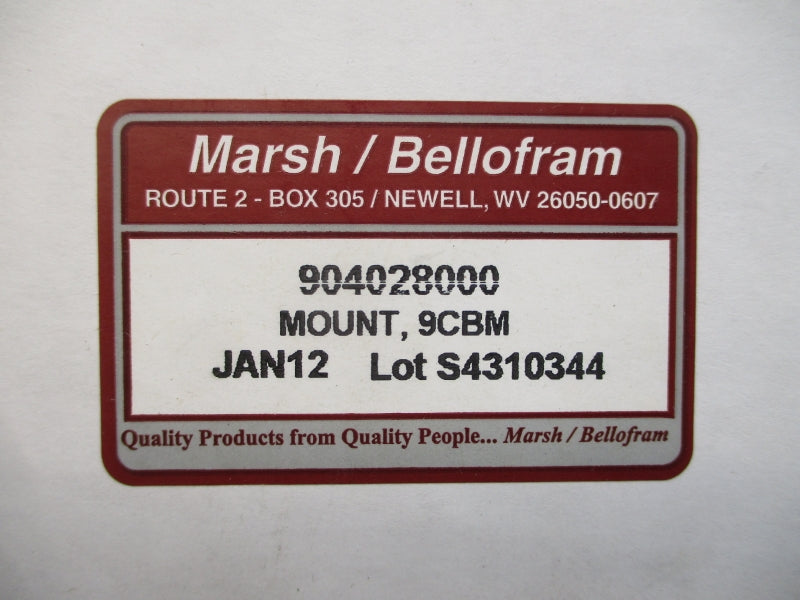 Marsh / Bellofram
ROUTE 2 - BOX 305 / NEWELL, WV 26050-0607
904028000
MOUNT, 9CBM
JAN12 Lot S4310344
Quality Products from Quality People... Marsh / Bellofram